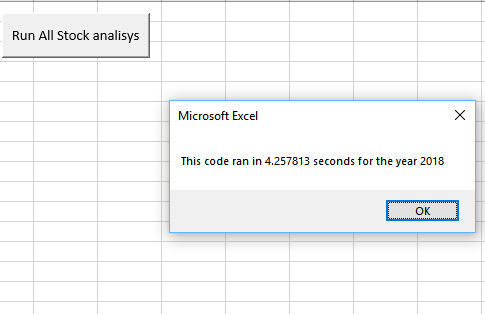 Run All Stock analisys
Microsoft Excel
This code ran in 4.257813 seconds for the year 2018
OK